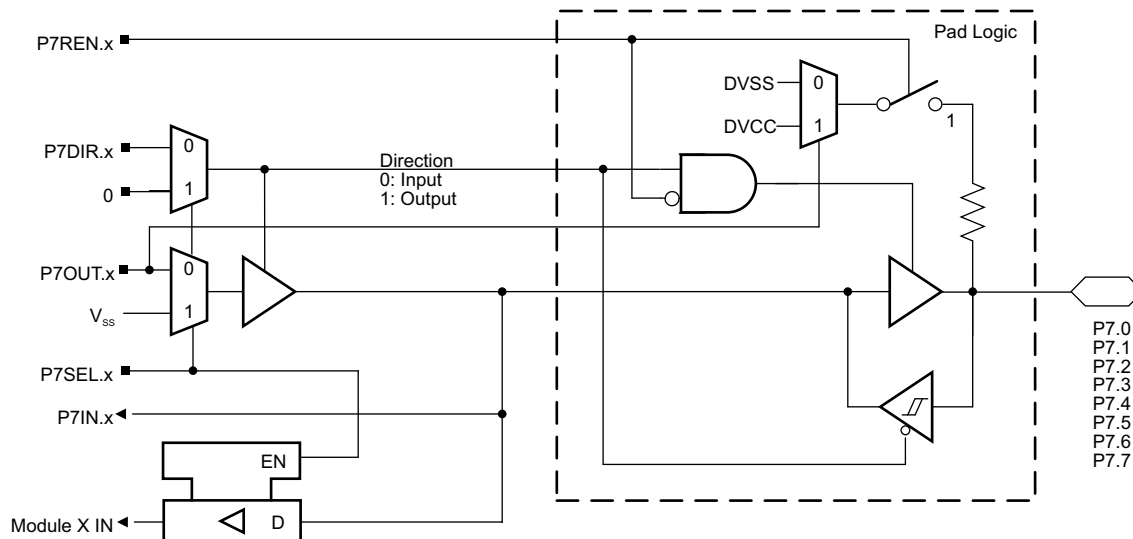 P7REN.x
Pad Logic
DVSS
0
DVCC
1
1
P7DIR.x
0
0
1
Direction
0: Input
1: Output
P7OUT.x
0
VSS
1
P7SEL.x
P7IN.x
EN
Module X IN
D
P7.0
P7.1
P7.2
P7.3
P7.4
P7.5
P7.6
P7.7